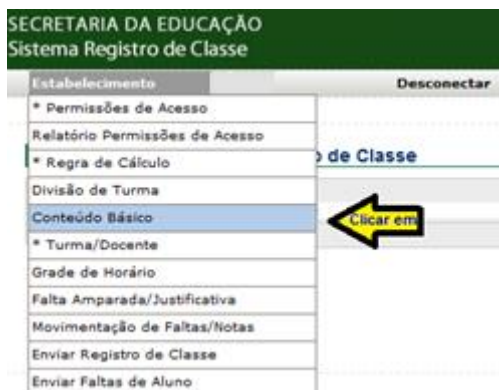 SECRETARIA DA EDUCAÇÃO
Sistema Registro de Classe
Estabelecimento
Desconectar
* Permissões de Acesso
Relatório Permissões de Acesso
* Regra de Cálculo
o de Classe
Divisão de Turma
Conteúdo Básico
Clicar em
* Turma/Docente
Grade de Horário
Falta Amparada/Justificativa
Movimentação de Faltas/Notas
Enviar Registro de Classe
Enviar Faltas de Aluno